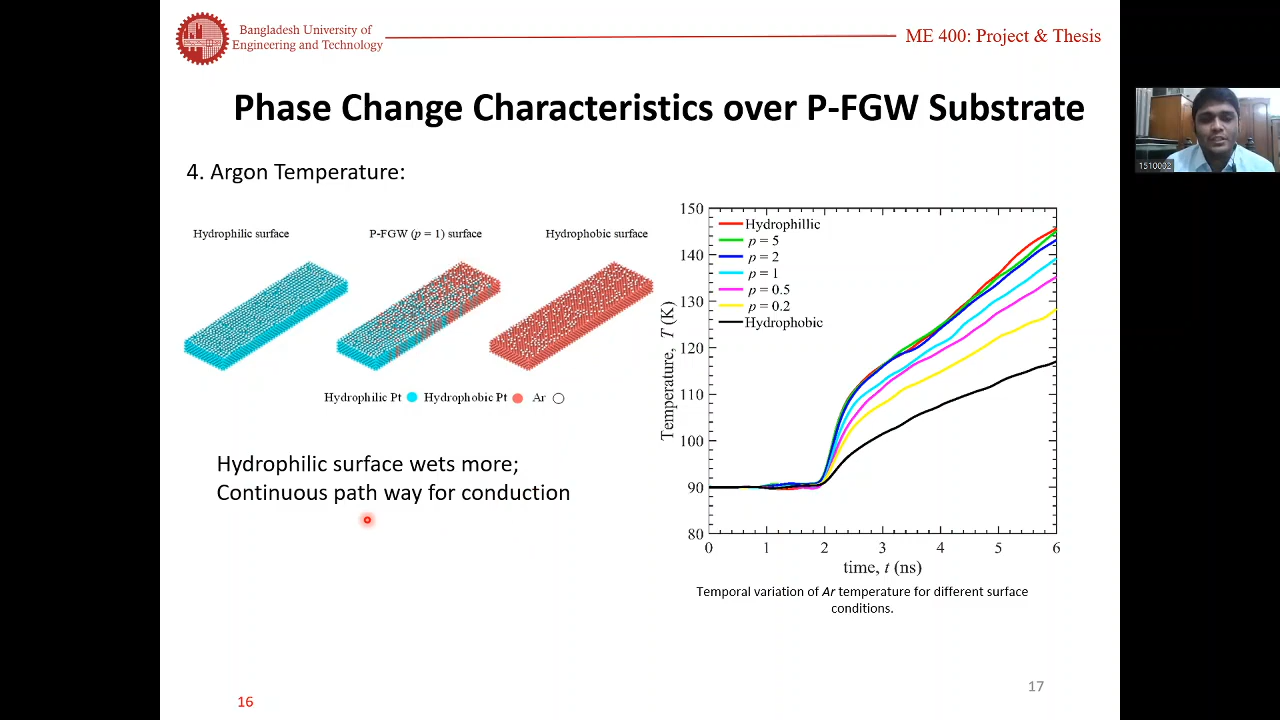 Bangladesh University of
Engineering and Technology
ME 400: Project & Thesis
Phase Change Characteristics over P-FGW Substrate
4. Argon Temperature:
Hydrophilic surface
P-FGW (p = 1) surface
Hydrophobic surface
Hydrophilic Pt
Hydrophobic Pt
Ar
Hydrophilic surface wets more;
Continuous path way for conduction
Temperature, T (K)
150
140
130
120
110
100
90
80
Hydrophillic
p = 5
p = 2
p = 1
p = 0.5
p = 0.2
Hydrophobic
0 1 2 3 4 5 6
time, t (ns)
Temporal variation of Ar temperature for different surface
conditions.
16
17
1510002